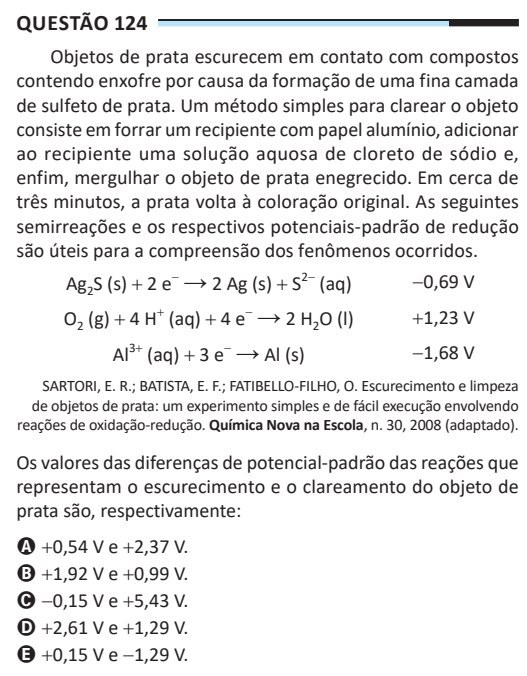 QUESTÃO 124
Objetos de prata escurecem em contato com compostos
contendo enxofre por causa da formação de uma fina camada
de sulfeto de prata. Um método simples para clarear o objeto
consiste em forrar um recipiente com papel alumínio, adicionar
ao recipiente uma solução aquosa de cloreto de sódio e,
enfim, mergulhar o objeto de prata enegrecido. Em cerca de
três minutos, a prata volta à coloração original. As seguintes
semirreações e os respectivos potenciais-padrão de redução
são úteis para a compreensão dos fenômenos ocorridos.
Ag₂S (s) + 2 e⁻ → 2 Ag (s) + S²⁻ (aq) −0,69 V
O₂ (g) + 4 H⁺ (aq) + 4 e⁻ → 2 H₂O (l) +1,23 V
Al³⁺ (aq) + 3 e⁻ → Al (s) −1,68 V
SARTORI, E. R.; BATISTA, E. F.; FATIBELLO-FILHO, O. Escurecimento e limpeza
de objetos de prata: um experimento simples e de fácil execução envolvendo
reações de oxidação-redução. Química Nova na Escola, n. 30, 2008 (adaptado).
Os valores das diferenças de potencial-padrão das reações que
representam o escurecimento e o clareamento do objeto de
prata são, respectivamente:
A +0,54 V e +2,37 V.
B +1,92 V e +0,99 V.
C −0,15 V e +5,43 V.
D +2,61 V e +1,29 V.
E +0,15 V e −1,29 V.